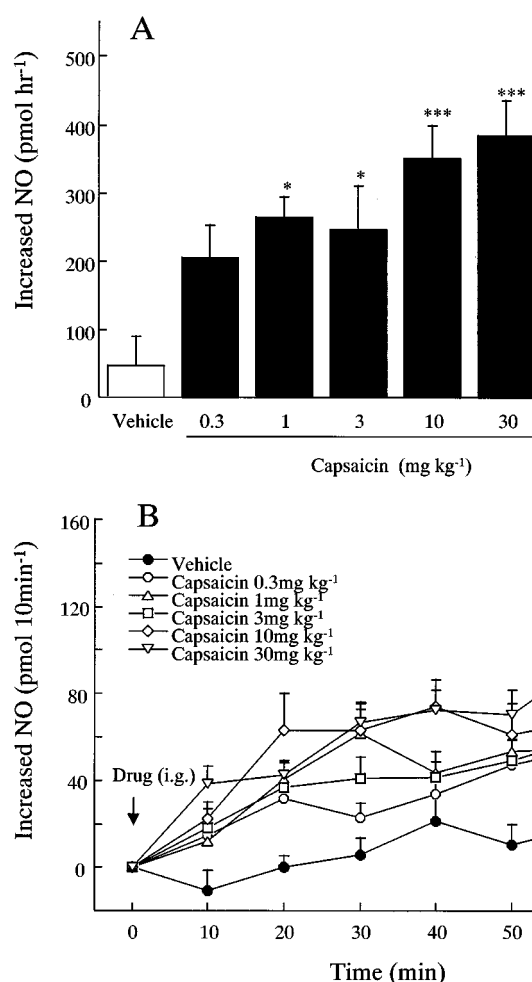 A
Increased NO (pmol hr⁻¹)
500
400
300
200
100
0
*
*
***
***
Vehicle 0.3 1 3 10 30
Capsaicin (mg kg⁻¹)
B
Increased NO (pmol 10min⁻¹)
160
120
80
40
0
Vehicle
Capsaicin 0.3mg kg⁻¹
Capsaicin 1mg kg⁻¹
Capsaicin 3mg kg⁻¹
Capsaicin 10mg kg⁻¹
Capsaicin 30mg kg⁻¹
Drug (i.g.)
0 10 20 30 40 50
Time (min)